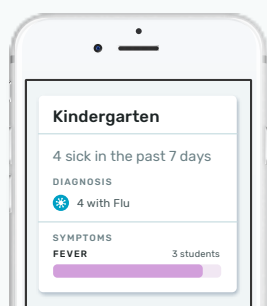 Kindergarten
4 sick in the past 7 days
DIAGNOSIS
4 with Flu
SYMPTOMS
FEVER 3 students